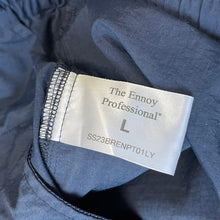 The Ennoy
Professional®
L
SS23BRENPT01LY